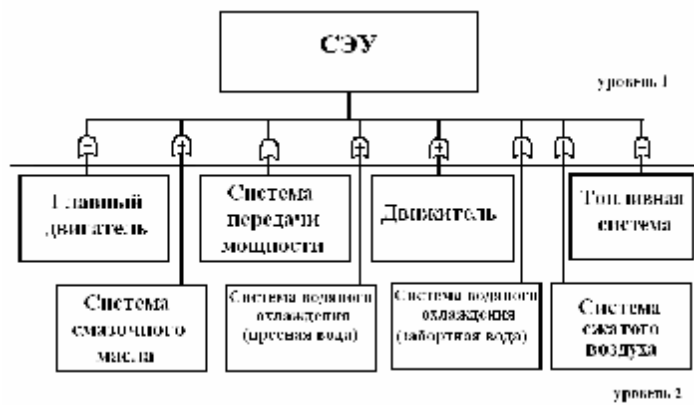 СЭУ
уровень 1
Главный
двигатель
Система
передачи
мощности
Движитель
Топливная
система
Система
смазочного
масла
Система водяного
охлаждения
(пресная вода)
Система водяного
охлаждения
(забортная вода)
Система
сжатого
воздуха
уровень 2